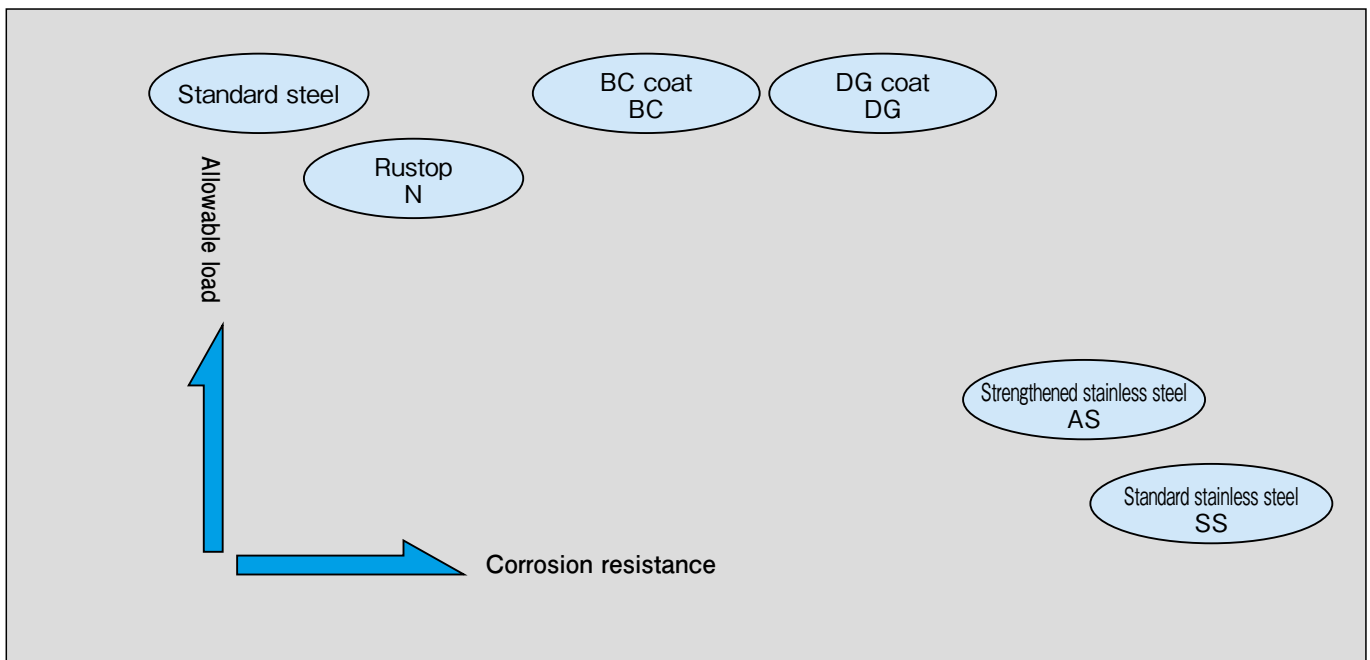 Standard steel
BC coat
BC
DG coat
DG
Rustop
N
Allowable load
Strengthened stainless steel
AS
Standard stainless steel
SS
Corrosion resistance